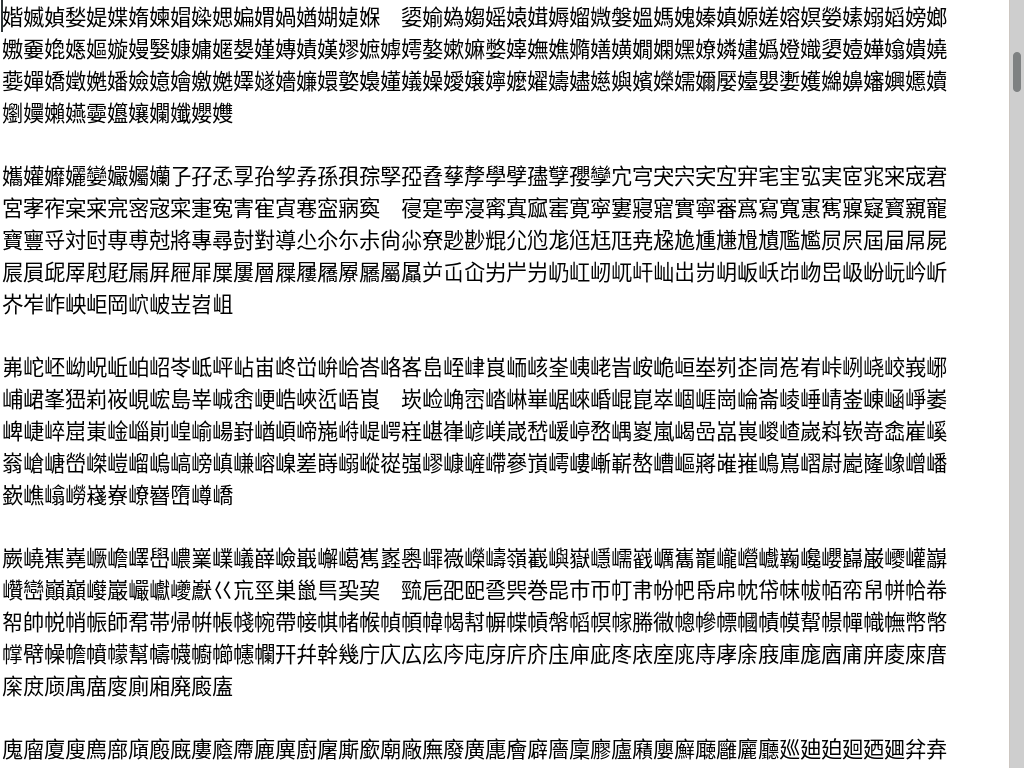 媘媙媜媝媞媟媠媡媢媣媤媥媦媧媨媩媫媬　媭媮媯媰媱媴媶媷媹媺媻媼媽媿嫀嫃嫄嫅嫆嫇嫈嫊嫋嫍嫎嫏
嫐嫑嫓嫕嫗嫙嫚嫛嫝嫞嫟嫢嫤嫥嫧嫨嫪嫬嫭嫮嫯嫰嫲嫳嫴嫵嫶嫷嫸嫹嫺嫻嫼嫽嫾嫿嬀嬁嬂嬃嬄嬅嬆嬇嬈
嬊嬋嬌嬍嬎嬏嬐嬑嬒嬓嬔嬕嬘嬙嬚嬛嬜嬝嬞嬟嬠嬡嬢嬣嬤嬥嬦嬧嬨嬩嬪嬫嬬嬭嬮嬯嬰嬱嬳嬵嬶嬸嬹嬺嬻
嬼嬽嬾嬿孁孂孃孄孅孆孇
孈孉孊孋孌孍孎孏孒孖孞孠孡孧孨孫孭孮孯孲孴孶孷學孹孻孼孾孿宂宆宊宍宎宐宑宒宔宖実宧宨宩宬宭
宮宯宱宲宷宺宻宼寀寁寃寈寉寊寋寍寎寏　寑寔寕寖寗寘寙寚寛寜寠寢寣實寧審寪寫寬寭寯寱寲寳寴寵
寶寷寽対尀専尃尅將專尋尌對導尐尒尓尗尙尛尞尟尠尡尣尦尨尩尪尫尭尮尯尰尲尳尵尶尷屃屄屆屇屌屍
屒屓屔屖屗屘屚屛屜屝屟屢層屧屨屩屪屫屬屭屰屲屳屴屵屶屷屸屻屼屽屾岀岃岄岅岆岇岉岊岋岎岏岒岓
岕岝岞岟岠岡岤岥岦岧岨
岪岮岯岰岲岴岶岹岺岻岼岾峀峂峃峅峆峇峈峉峊峌峍峎峏峐峑峓峔峕峖峗峘峚峛峜峝峞峟峠峢峣峧峩峫
峬峮峯峱峲峳峴峵島峷峸峹峺峼峽峾峿崀　崁崄崅崈崉崊崋崌崍崏崐崑崒崓崕崗崘崙崚崜崝崟崠崡崢崣
崥崨崪崫崬崯崰崱崲崳崵崶崷崸崹崺崻崼崿嵀嵁嵂嵃嵄嵅嵆嵈嵉嵍嵎嵏嵐嵑嵒嵓嵔嵕嵖嵗嵙嵚嵜嵞嵟嵠
嵡嵢嵣嵤嵥嵦嵧嵨嵪嵭嵮嵰嵱嵲嵳嵵嵶嵷嵸嵹嵺嵻嵼嵽嵾嵿嶀嶁嶃嶄嶅嶆嶇嶈嶉嶊嶋嶌嶍嶎嶏嶐嶑嶒嶓
嶔嶕嶖嶗嶘嶚嶛嶜嶞嶟嶠
嶡嶢嶣嶤嶥嶦嶧嶨嶩嶪嶫嶬嶭嶮嶯嶰嶱嶲嶳嶴嶵嶶嶸嶹嶺嶻嶼嶽嶾嶿巀巁巂巃巄巆巇巈巉巊巋巌巎巏巐
巑巒巓巔巕巖巗巘巙巚巜巟巠巣巤巪巬巭　巰巵巶巸巹巺巻巼巿帀帄帇帉帊帋帍帎帒帓帗帞帟帠帡帢帣
帤帥帨帩帪師帬帯帰帲帳帴帵帶帹帺帾帿幀幁幃幆幇幈幉幊幋幍幎幏幐幑幒幓幖幗幘幙幚幜幝幟幠幣幤
幥幦幧幨幩幪幫幬幭幮幯幰幱幵幷幹幾庁庂広庅庈庉庌庍庎庒庘庛庝庡庢庣庤庨庩庪庫庬庮庯庰庱庲庴
庺庻庼庽庿廀廁廂廃廄廅
廆廇廈廋廌廍廎廏廐廔廕廗廘廙廚廜廝廞廟廠廡廢廣廤廥廦廧廩廫廬廭廮廯廰廱廲廳廵廸廹廻廼廽弅弆